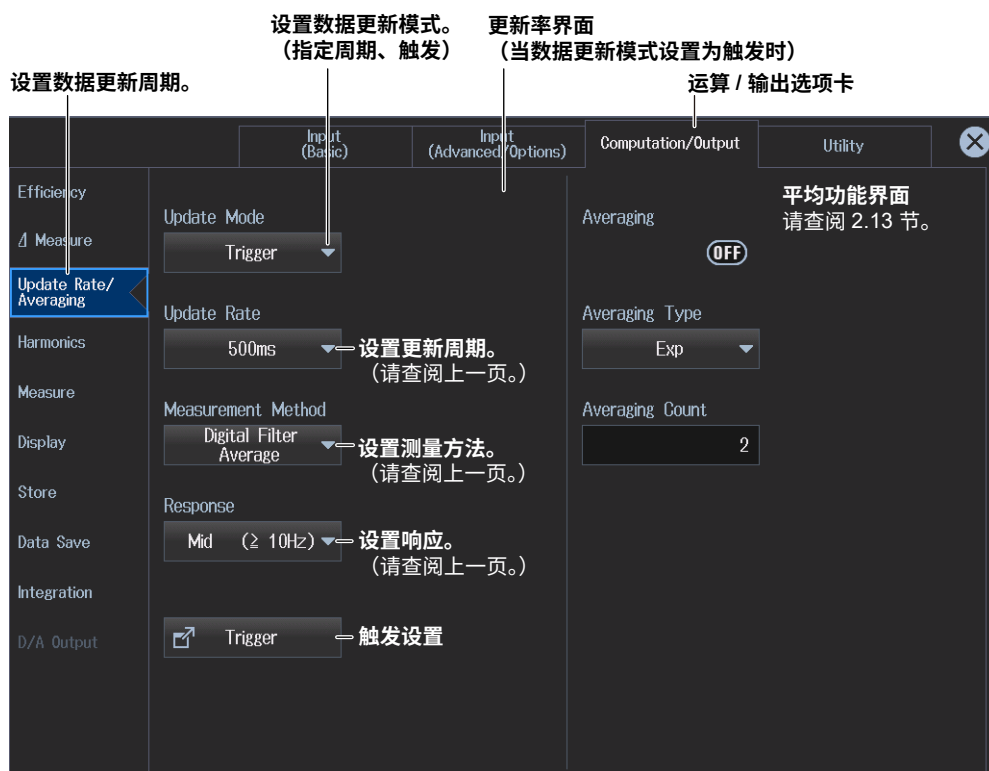 设置数据更新模式。
（指定周期、触发）
更新率界面
（当数据更新模式设置为触发时）
设置数据更新周期。
运算 / 输出选项卡
Input
(Basic)
Input
(Advanced/Options)
Computation/Output
Utility
Efficiency
⊿ Measure
Update Rate/
Averaging
Harmonics
Measure
Display
Store
Data Save
Integration
D/A Output
Update Mode
Trigger
Update Rate
500ms
设置更新周期。
（请查阅上一页。）
Measurement Method
Digital Filter
Average
设置测量方法。
（请查阅上一页。）
Response
Mid (≧ 10Hz)
设置响应。
（请查阅上一页。）
Trigger
触发设置
Averaging
OFF
平均功能界面
请查阅 2.13 节。
Averaging Type
Exp
Averaging Count
2